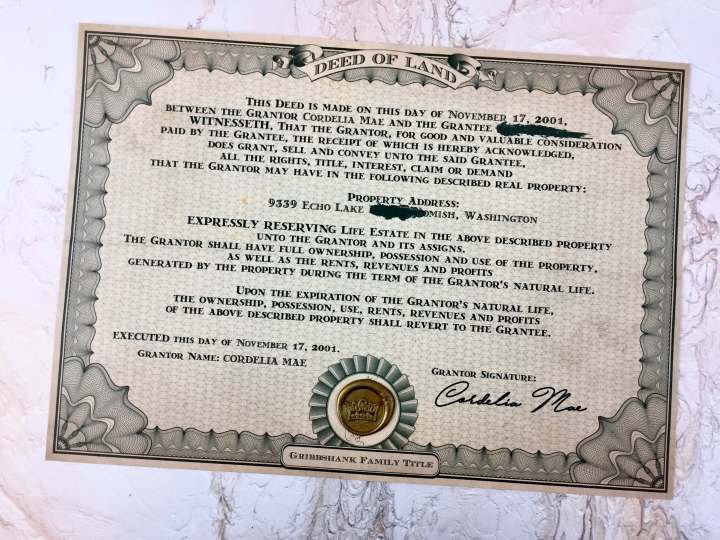 DEED OF LAND
THIS DEED IS MADE ON THIS DAY OF NOVEMBER 17, 2001,
BETWEEN THE GRANTOR CORDELIA MAE AND THE GRANTEE
WITNESSETH, THAT THE GRANTOR, FOR GOOD AND VALUABLE CONSIDERATION
PAID BY THE GRANTEE, THE RECEIPT OF WHICH IS HEREBY ACKNOWLEDGED,
DOES GRANT, SELL AND CONVEY UNTO THE SAID GRANTEE,
ALL THE RIGHTS, TITLE, INTEREST, CLAIM OR DEMAND
THAT THE GRANTOR MAY HAVE IN THE FOLLOWING DESCRIBED REAL PROPERTY:
PROPERTY ADDRESS:
9339 ECHO LAKE OMISH, WASHINGTON
EXPRESSLY RESERVING LIFE ESTATE IN THE ABOVE DESCRIBED PROPERTY
UNTO THE GRANTOR AND ITS ASSIGNS,
THE GRANTOR SHALL HAVE FULL OWNERSHIP, POSSESSION AND USE OF THE PROPERTY,
AS WELL AS THE RENTS, REVENUES AND PROFITS
GENERATED BY THE PROPERTY DURING THE TERM OF THE GRANTOR'S NATURAL LIFE.
UPON THE EXPIRATION OF THE GRANTOR'S NATURAL LIFE,
THE OWNERSHIP, POSSESSION, USE, RENTS, REVENUES AND PROFITS
OF THE ABOVE DESCRIBED PROPERTY SHALL REVERT TO THE GRANTEE.
EXECUTED THIS DAY OF NOVEMBER 17, 2001.
GRANTOR NAME: CORDELIA MAE
GRANTOR SIGNATURE:
Cordelia Mae
GRIBBSHANK FAMILY TITLE